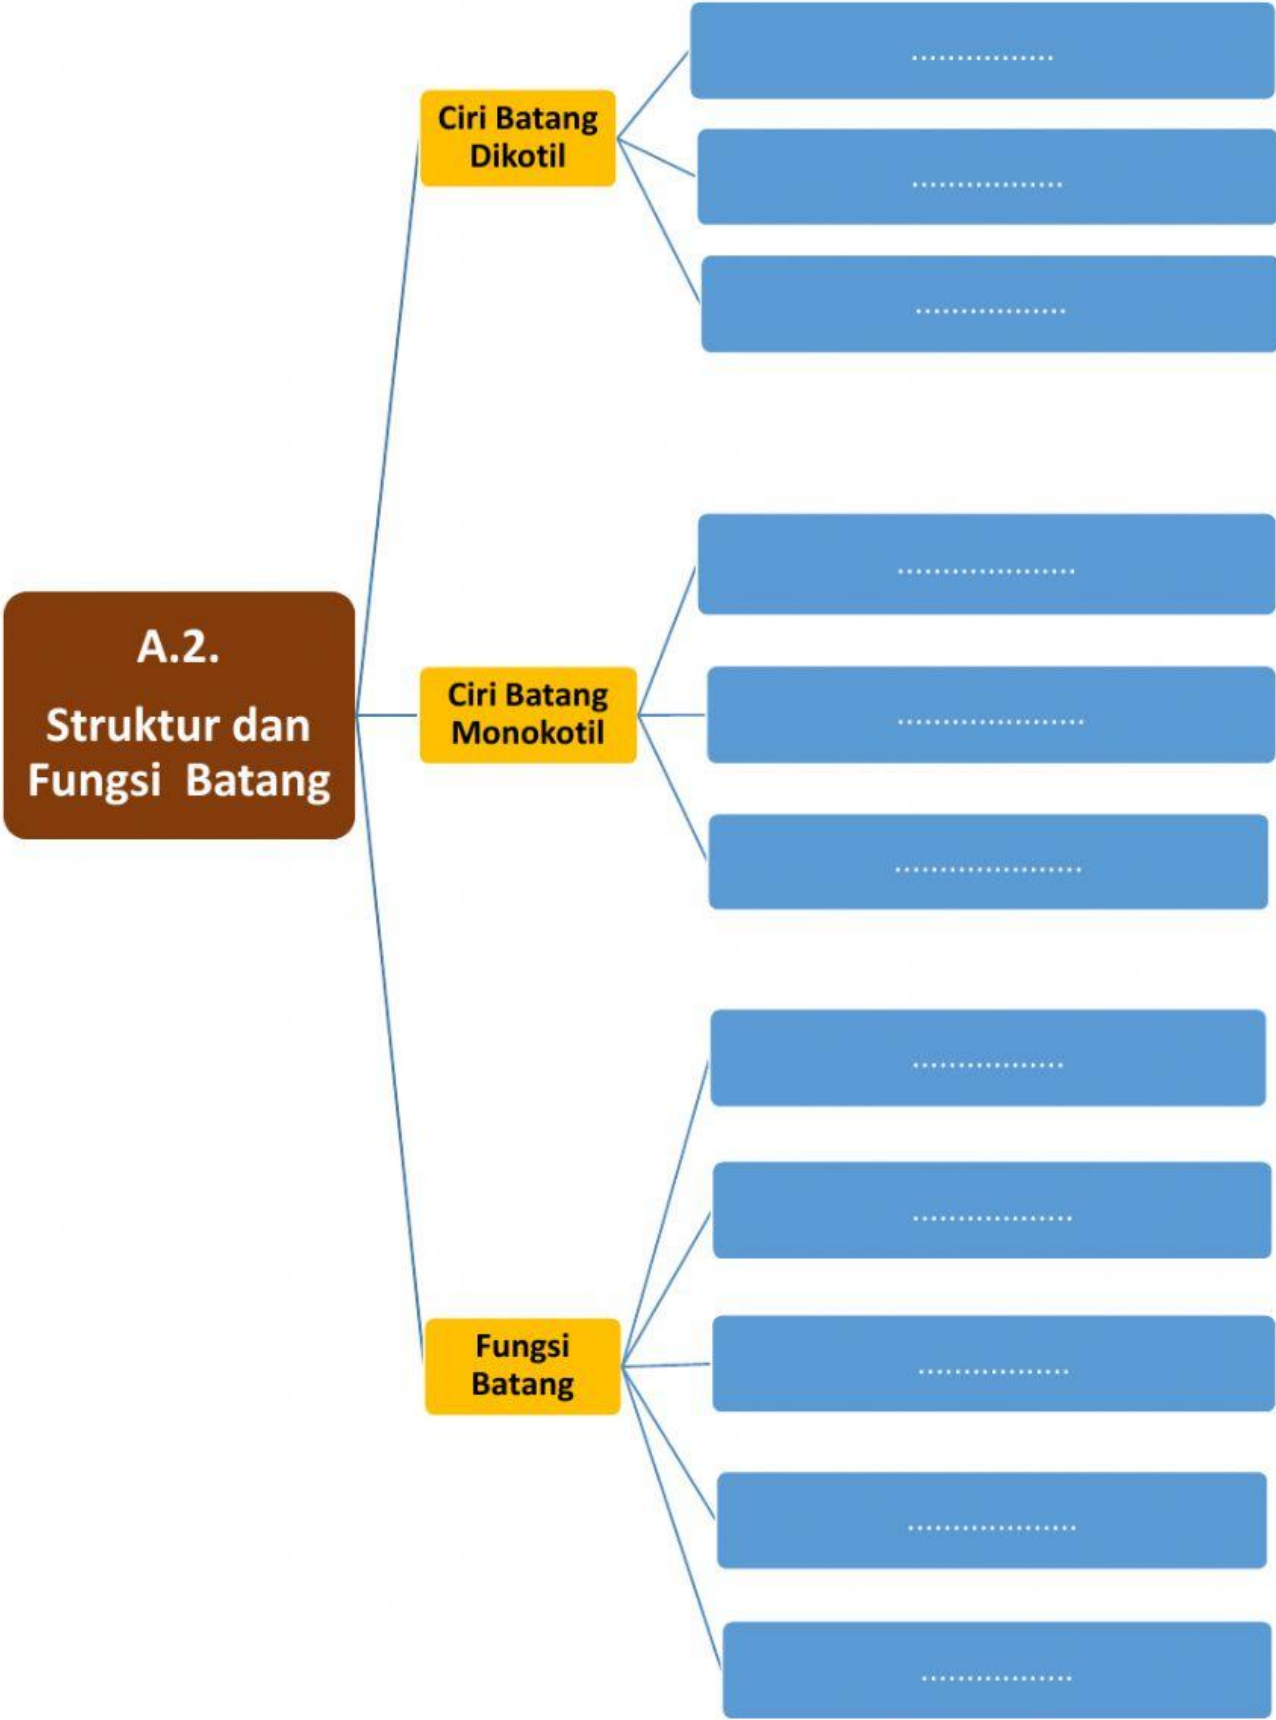 ................
Ciri Batang
Dikotil
.................
.................
....................
A.2.
Struktur dan
Fungsi  Batang
Ciri Batang
Monokotil
.....................
.....................
.................
..................
Fungsi
Batang
.................
...................
.................